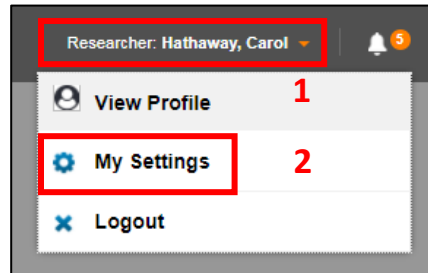 Researcher: Hathaway, Carol
5
View Profile
1
My Settings
2
Logout